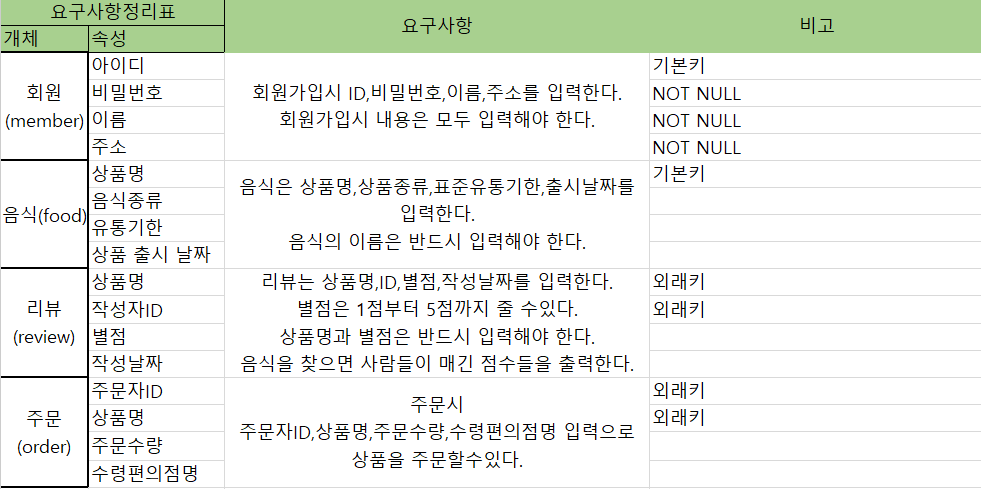 요구사항정리표
요구사항
비고
개체
속성
회원
(member)
아이디
비밀번호
이름
주소
회원가입시 ID,비밀번호,이름,주소를 입력한다.
회원가입시 내용은 모두 입력해야 한다.
기본키
NOT NULL
NOT NULL
NOT NULL
음식(food)
상품명
음식종류
유통기한
상품 출시 날짜
음식은 상품명,상품종류,표준유통기한,출시날짜를
입력한다.
음식의 이름은 반드시 입력해야 한다.
기본키
리뷰
(review)
상품명
작성자ID
별점
작성날짜
리뷰는 상품명,ID,별점,작성날짜를 입력한다.
별점은 1점부터 5점까지 줄 수있다.
상품명과 별점은 반드시 입력해야 한다.
음식을 찾으면 사람들이 매긴 점수들을 출력한다.
외래키
외래키
주문
(order)
주문자ID
상품명
주문수량
수령편의점명
주문시
주문자ID,상품명,주문수량,수령편의점명 입력으로
상품을 주문할수있다.
외래키
외래키